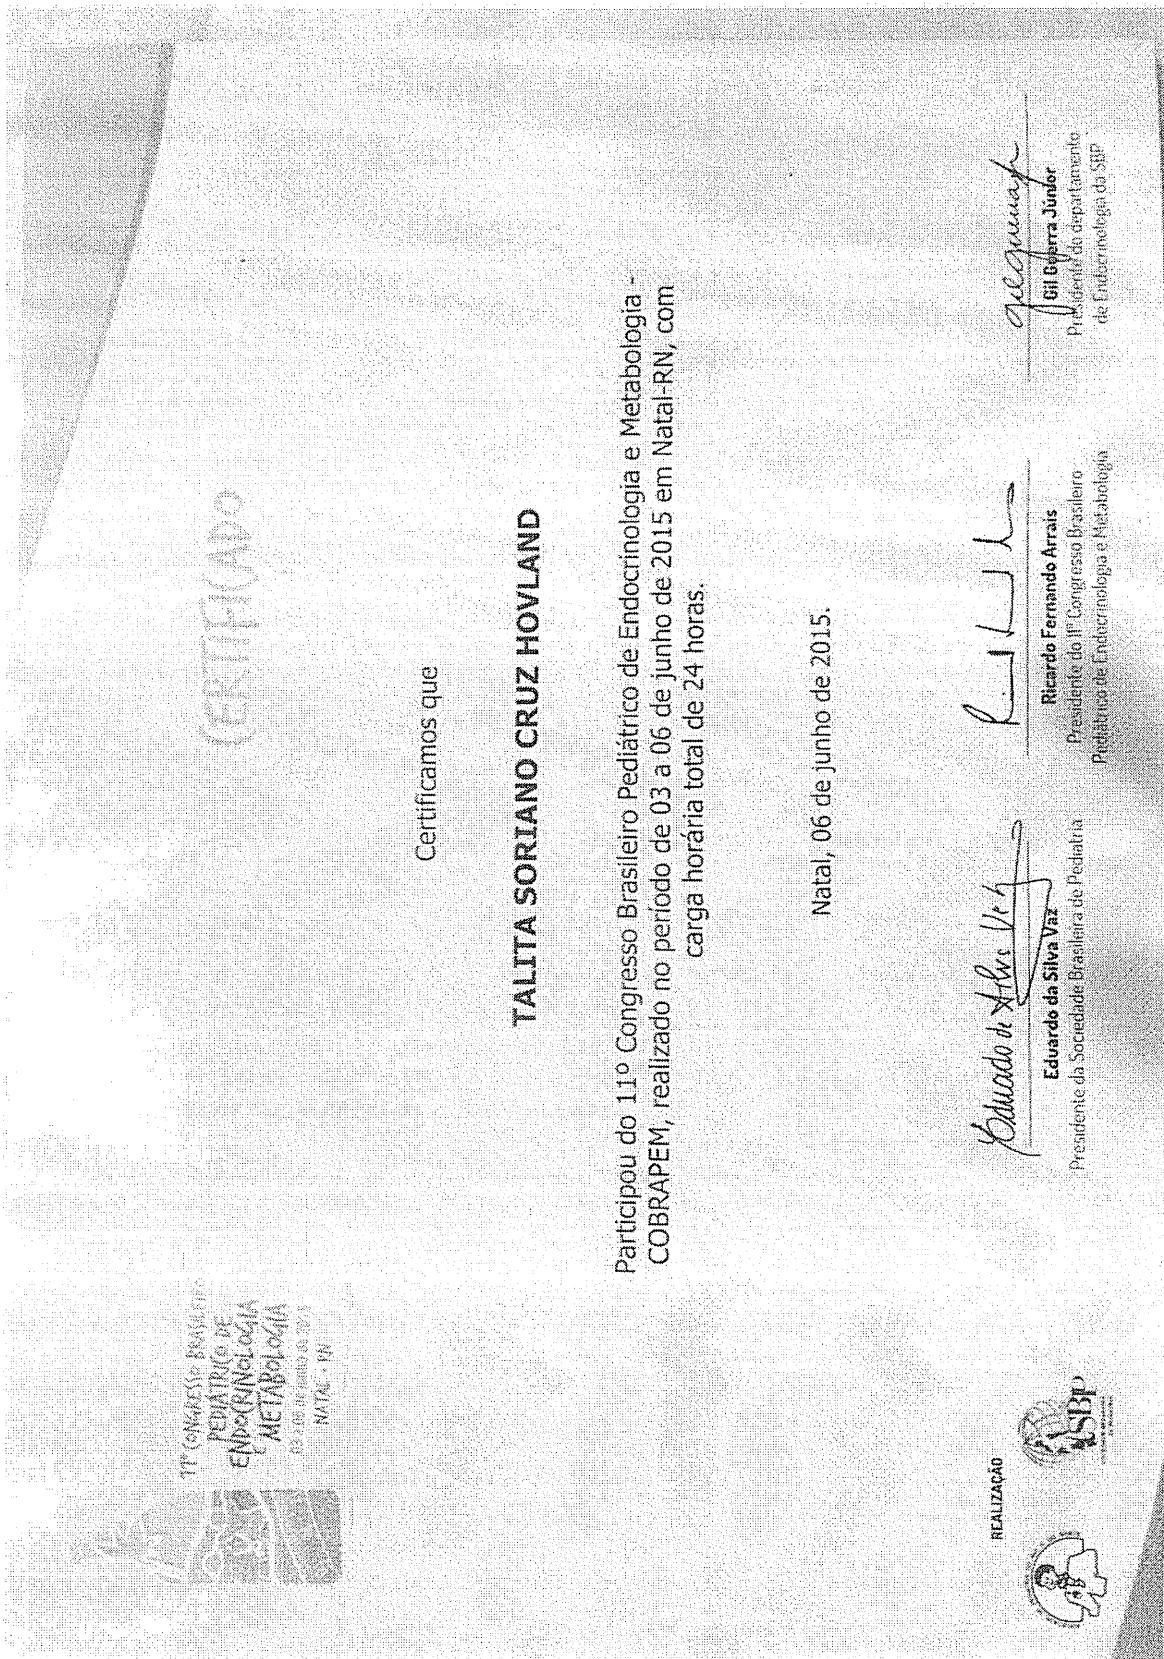 11º CONGRESSO BRASILEIRO
PEDIÁTRICO DE
ENDOCRINOLOGIA
METABOLOGIA
NATAL - RN
CERTIFICADO
Certificamos que
TALITA SORIANO CRUZ HOVLAND
Participou do 11º Congresso Brasileiro Pediátrico de Endocrinologia e Metabologia -
COBRAPEM, realizado no período de 03 a 06 de junho de 2015 em Natal-RN, com
carga horária total de 24 horas.
Natal, 06 de junho de 2015.
REALIZAÇÃO
SBP
Eduardo da Silva Vaz
Eduardo da Silva Vaz
Presidente da Sociedade Brasileira de Pediatria
Ricardo Fernando Arrais
Presidente do 11º Congresso Brasileiro
Pediátrico de Endocrinologia e Metabologia
Gil Guerra Júnior
Presidente do departamento
de Endocrinologia da SBP